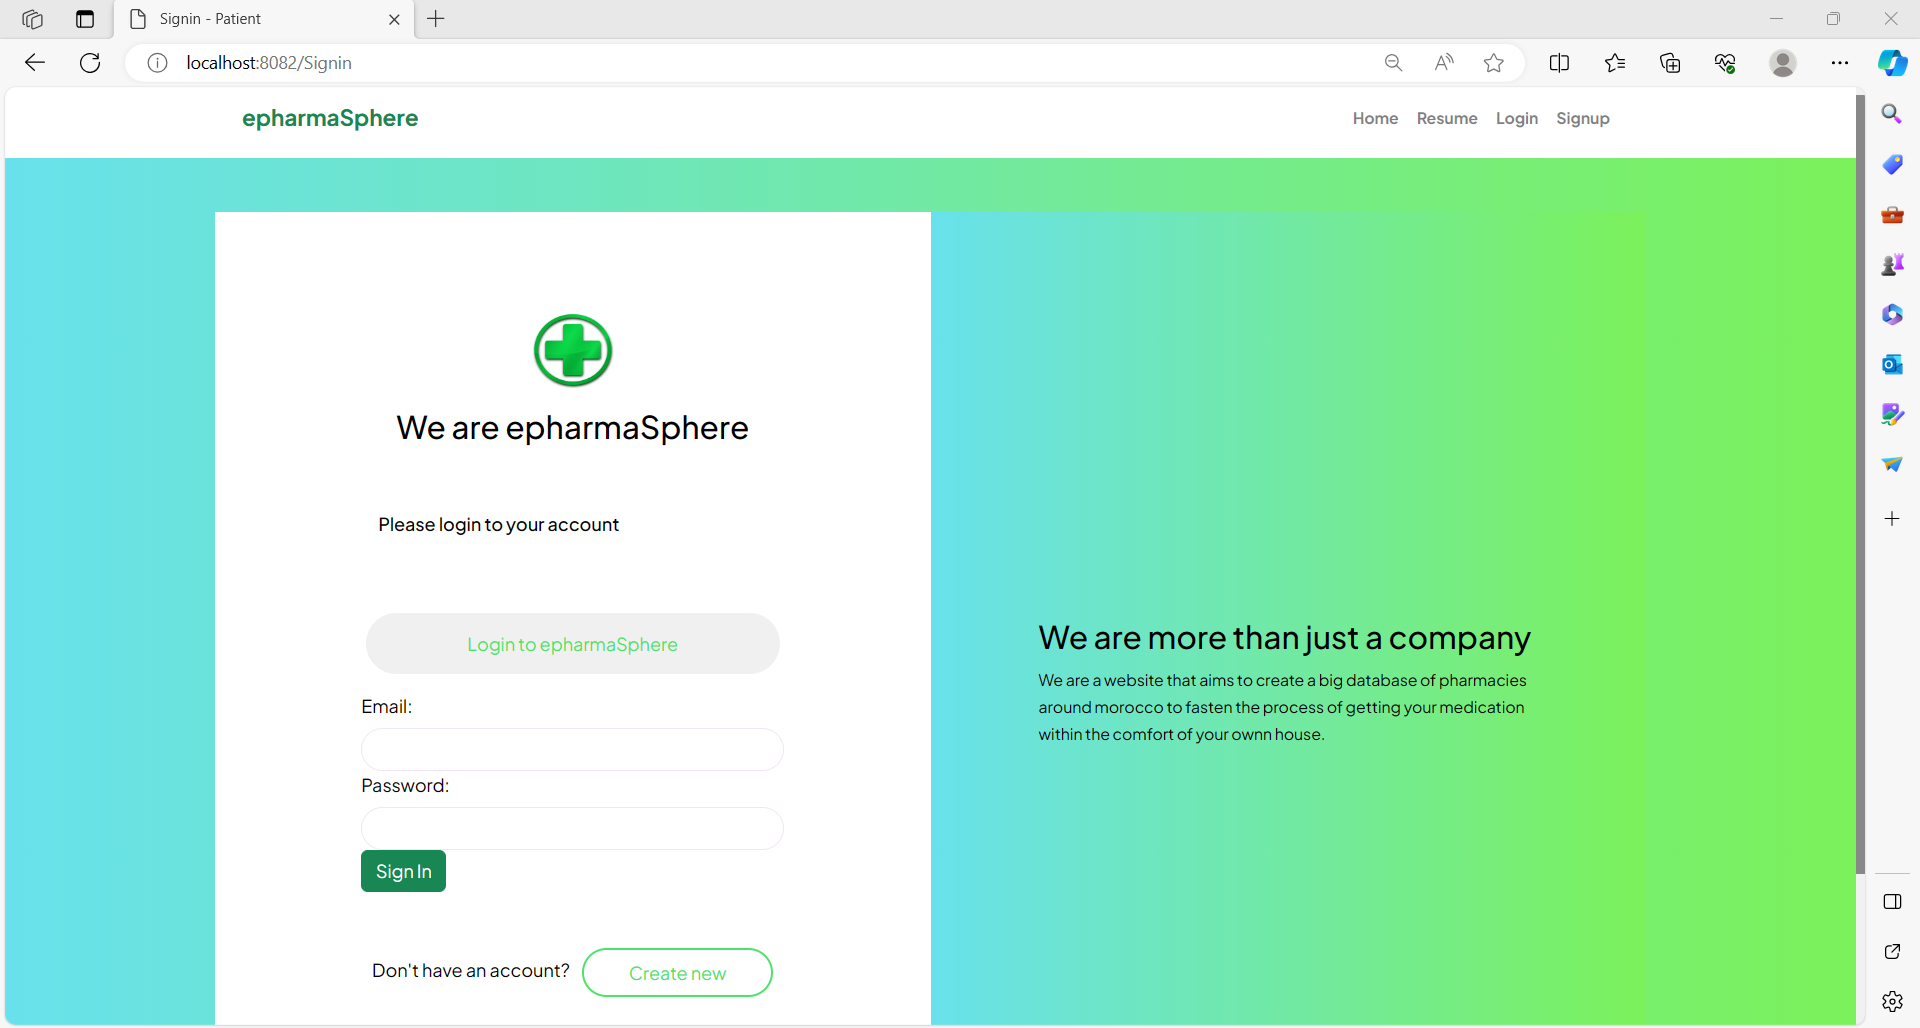 Signin - Patient
localhost:8082/Signin
epharmaSphere
Home Resume Login Signup
We are epharmaSphere
Please login to your account
Login to epharmaSphere
Email:
Password:
Sign In
Don't have an account? Create new
We are more than just a company
We are a website that aims to create a big database of pharmacies
around morocco to fasten the process of getting your medication
within the comfort of your ownn house.